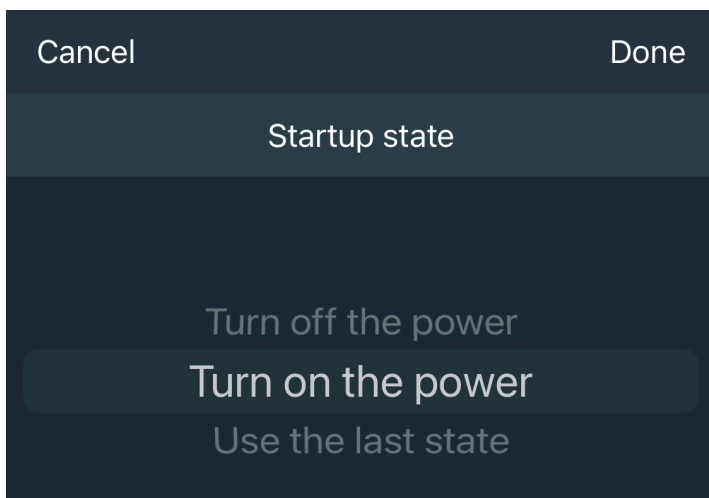 Cancel
Done
Startup state
Turn off the power
Turn on the power
Use the last state